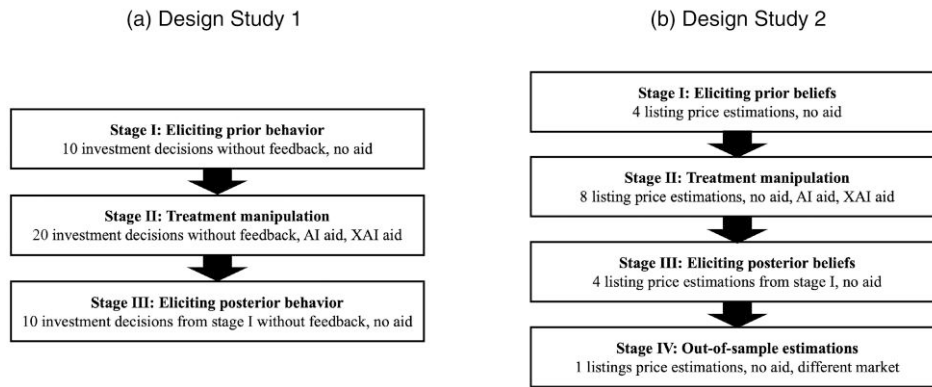 (a) Design Study 1
Stage I: Eliciting prior behavior
10 investment decisions without feedback, no aid
Stage II: Treatment manipulation
20 investment decisions without feedback, AI aid, XAI aid
Stage III: Eliciting posterior behavior
10 investment decisions from stage I without feedback, no aid
(b) Design Study 2
Stage I: Eliciting prior beliefs
4 listing price estimations, no aid
Stage II: Treatment manipulation
8 listing price estimations, no aid, AI aid, XAI aid
Stage III: Eliciting posterior beliefs
4 listing price estimations from stage I, no aid
Stage IV: Out-of-sample estimations
1 listings price estimations, no aid, different market